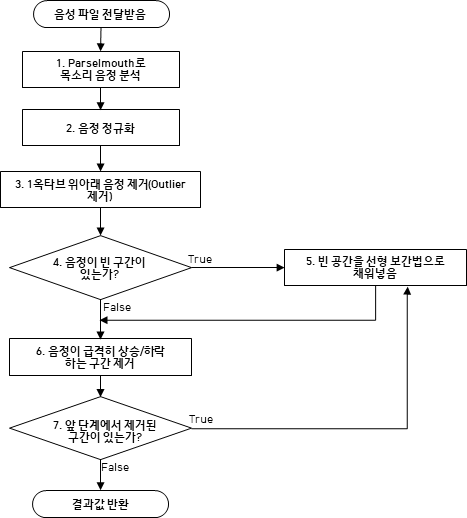 음성 파일 전달받음
1. Parselmouth로
목소리 음정 분석
2. 음정 정규화
3. 1옥타브 위아래 음정 제거(Outlier
제거)
4. 음정이 빈 구간이
있는가?
True
5. 빈 공간을 선형 보간법으로
채워넣음
False
6. 음정이 급격히 상승/하락
하는 구간 제거
7. 앞 단계에서 제거된
구간이 있는가?
True
False
결과값 반환